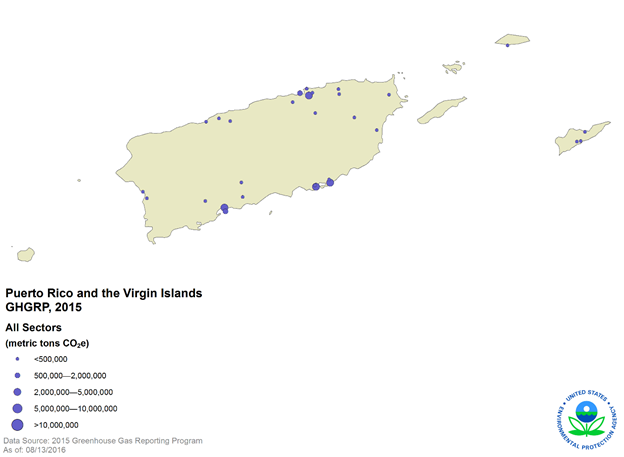 Puerto Rico and the Virgin Islands
GHGRP, 2015
All Sectors
(metric tons CO₂e)
<500,000
500,000—2,000,000
2,000,000—5,000,000
5,000,000—10,000,000
>10,000,000
Data Source: 2015 Greenhouse Gas Reporting Program
As of: 08/13/2016
UNITED STATES
ENVIRONMENTAL PROTECTION AGENCY